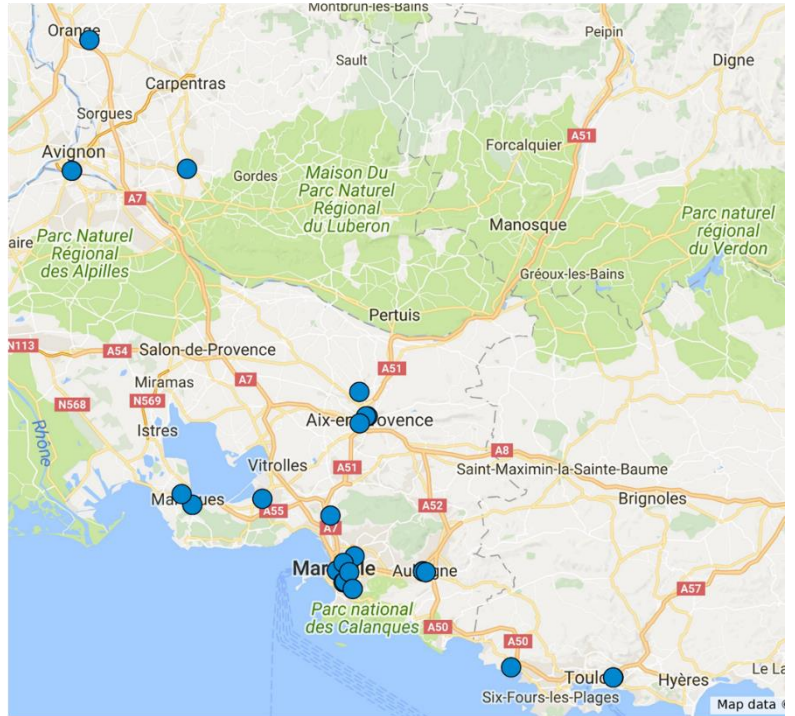 Montbrun-les-Bains
Orange
Peipin
Sault
Digne
Carpentras
Sorgues
A51
Forcalquier
Avignon
Maison Du
Parc Naturel
Régional
du Luberon
Gordes
A7
Parc naturel
régional
du Verdon
Manosque
aire
Parc Naturel
Régional
des Alpilles
Gréoux-les-Bains
Pertuis
N113
A54
Salon-de-Provence
A51
A7
Miramas
N568
N569
Rhône
Istres
Aix-en-Provence
A8
Vitrolles
A51
Saint-Maximin-la-Sainte-Baume
Brignoles
A52
A55
A7
A57
Parc national
des Calanques
A50
A50
Hyères
La L
Six-Fours-les-Plages
Map data ©